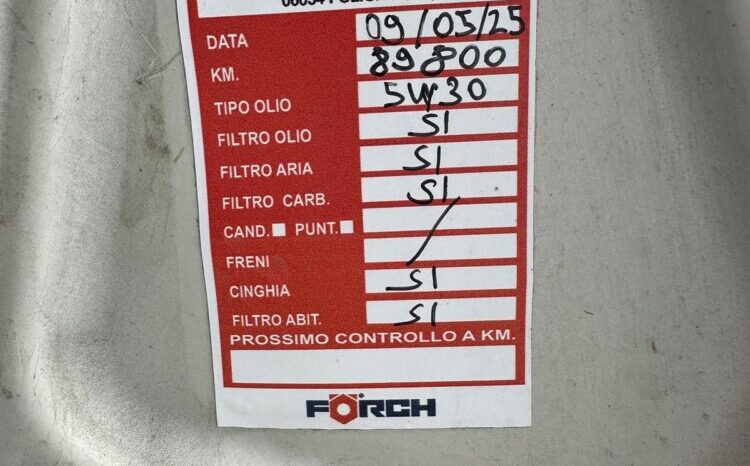 DATA 09/05/25
KM. 89800
TIPO OLIO 5W30
FILTRO OLIO SI
FILTRO ARIA SI
FILTRO CARB. SI
CAND. PUNT. /
FRENI
CINGHIA SI
FILTRO ABIT. SI
PROSSIMO CONTROLLO A KM.
FÖRCH